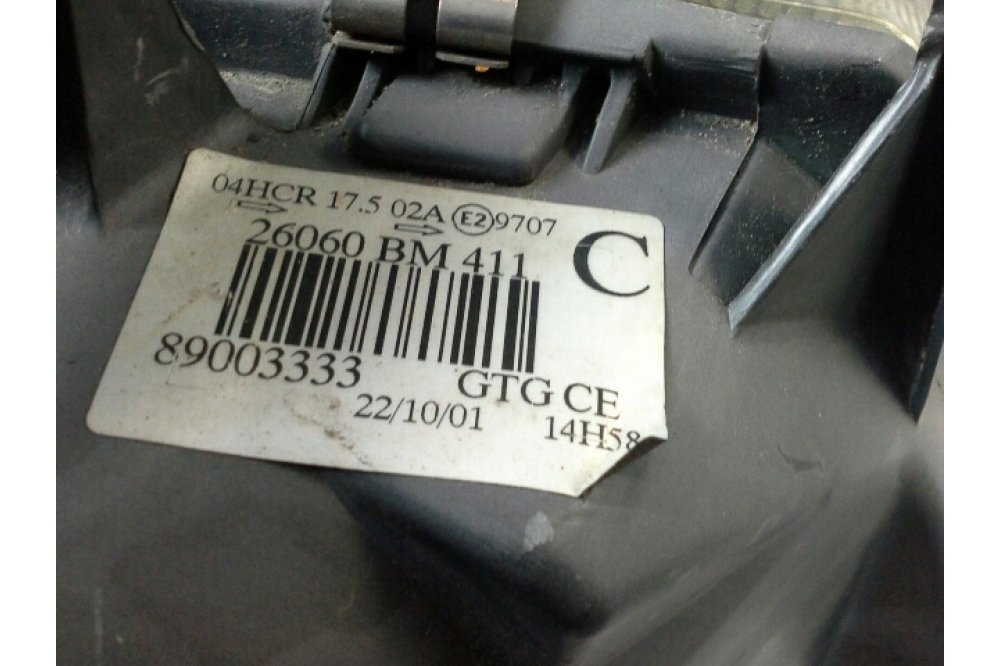 04HCR 17.5 02A E2 9707
26060 BM 411
C
89003333
GTG CE
22/10/01
14H58